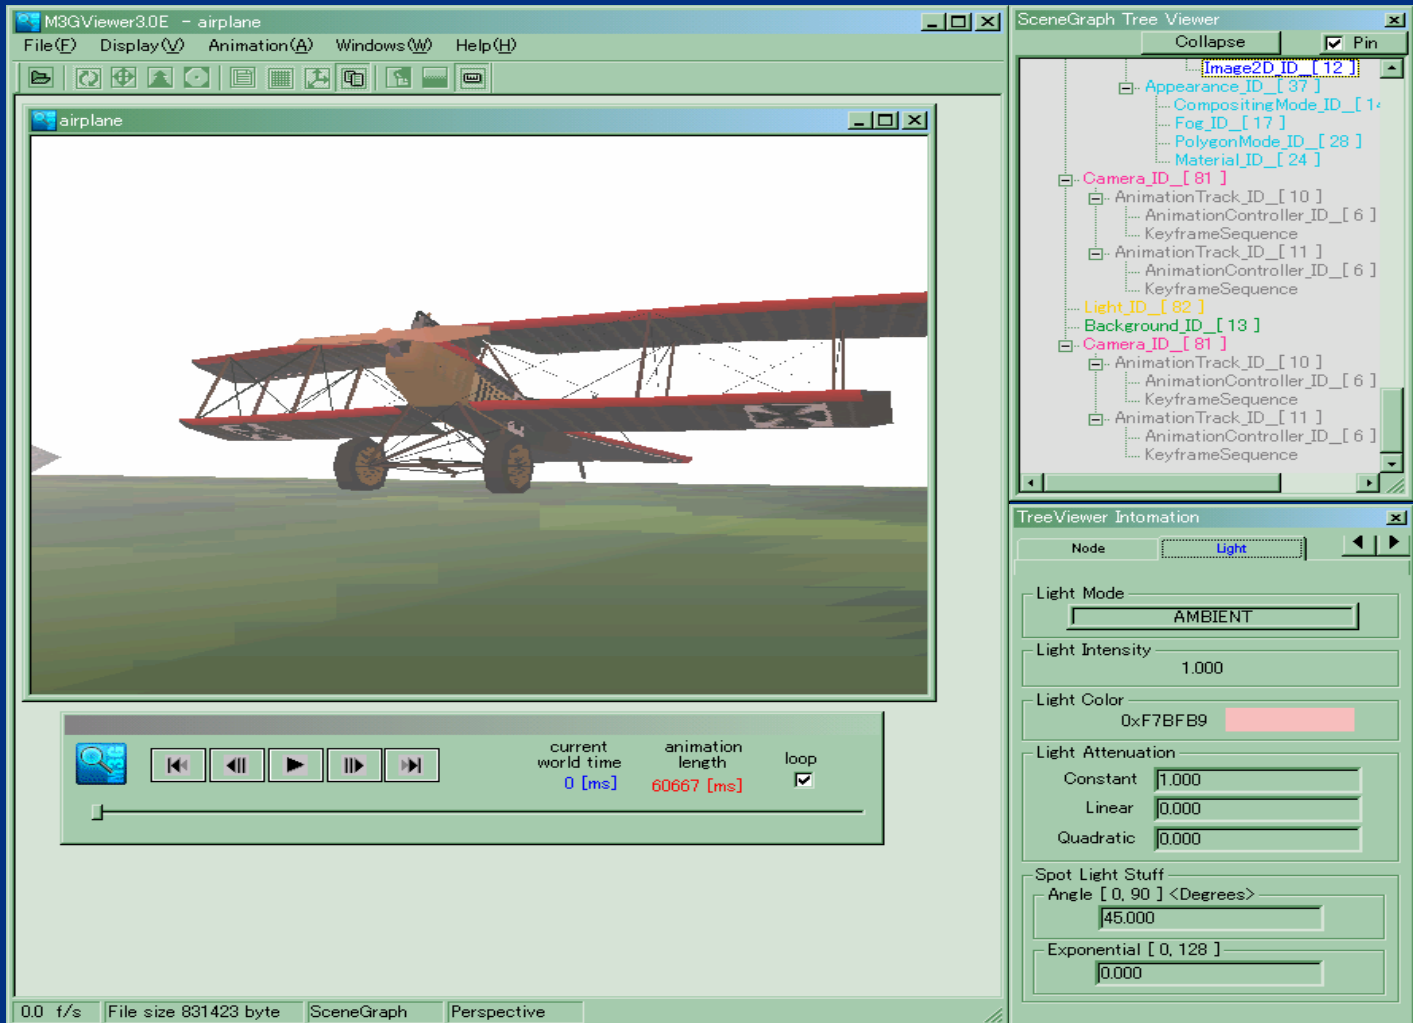 M3GViewer3.0E - airplane
File(F) Display(V) Animation(A) Windows(W) Help(H)
airplane
current world time
0 [ms]
animation length
60667 [ms]
loop
0.0 f/s
File size 831423 byte
SceneGraph
Perspective
SceneGraph Tree Viewer
Collapse
Pin
Image2D_ID_[ 12 ]
Appearance_ID_[ 37 ]
CompositingMode_ID_[ 14
Fog_ID_[ 17 ]
PolygonMode_ID_[ 28 ]
Material_ID_[ 24 ]
Camera_ID_[ 81 ]
AnimationTrack_ID_[ 10 ]
AnimationController_ID_[ 6 ]
KeyframeSequence
AnimationTrack_ID_[ 11 ]
AnimationController_ID_[ 6 ]
KeyframeSequence
Light_ID_[ 82 ]
Background_ID_[ 13 ]
Camera_ID_[ 81 ]
AnimationTrack_ID_[ 10 ]
AnimationController_ID_[ 6 ]
KeyframeSequence
AnimationTrack_ID_[ 11 ]
AnimationController_ID_[ 6 ]
KeyframeSequence
TreeViewer Intomation
Node
Light
Light Mode
AMBIENT
Light Intensity
1.000
Light Color
0xF7BFB9
Light Attenuation
Constant 1.000
Linear 0.000
Quadratic 0.000
Spot Light Stuff
Angle [ 0, 90 ] <Degrees>
45.000
Exponential [ 0, 128 ]
0.000